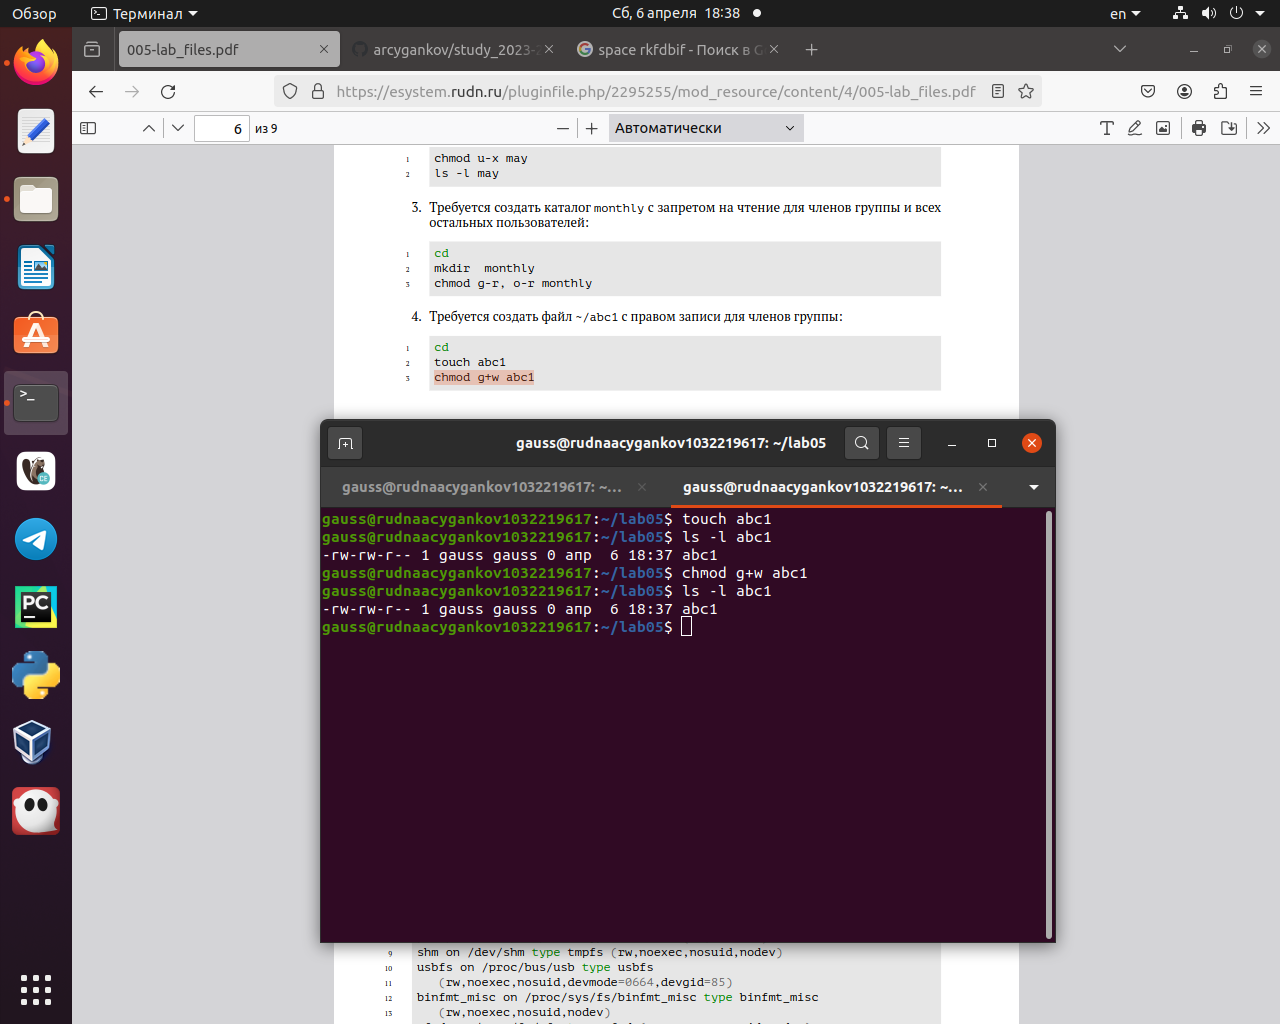 Обзор
Терминал
Сб, 6 апреля 18:38
en
005-lab_files.pdf
arcygankov/study_2023-2
space rkfdbif - Поиск в G
https://esystem.rudn.ru/pluginfile.php/2295255/mod_resource/content/4/005-lab_files.pdf
6
из 9
Автоматически
1 chmod u-x may
2 ls -l may
3. Требуется создать каталог monthly с запретом на чтение для членов группы и всех
остальных пользователей:
1 cd
2 mkdir  monthly
3 chmod g-r, o-r monthly
4. Требуется создать файл ~/abc1 с правом записи для членов группы:
1 cd
2 touch abc1
3 chmod g+w abc1
gauss@rudnaacygankov1032219617: ~/lab05
gauss@rudnaacygankov1032219617: ~...
gauss@rudnaacygankov1032219617: ~...
gauss@rudnaacygankov1032219617:~/lab05$ touch abc1
gauss@rudnaacygankov1032219617:~/lab05$ ls -l abc1
-rw-rw-r-- 1 gauss gauss 0 апр  6 18:37 abc1
gauss@rudnaacygankov1032219617:~/lab05$ chmod g+w abc1
gauss@rudnaacygankov1032219617:~/lab05$ ls -l abc1
-rw-rw-r-- 1 gauss gauss 0 апр  6 18:37 abc1
gauss@rudnaacygankov1032219617:~/lab05$
9 shm on /dev/shm type tmpfs (rw,noexec,nosuid,nodev)
10 usbfs on /proc/bus/usb type usbfs
11 (rw,noexec,nosuid,devmode=0664,devgid=85)
12 binfmt_misc on /proc/sys/fs/binfmt_misc type binfmt_misc
13 (rw,noexec,nosuid,nodev)
PC
CE